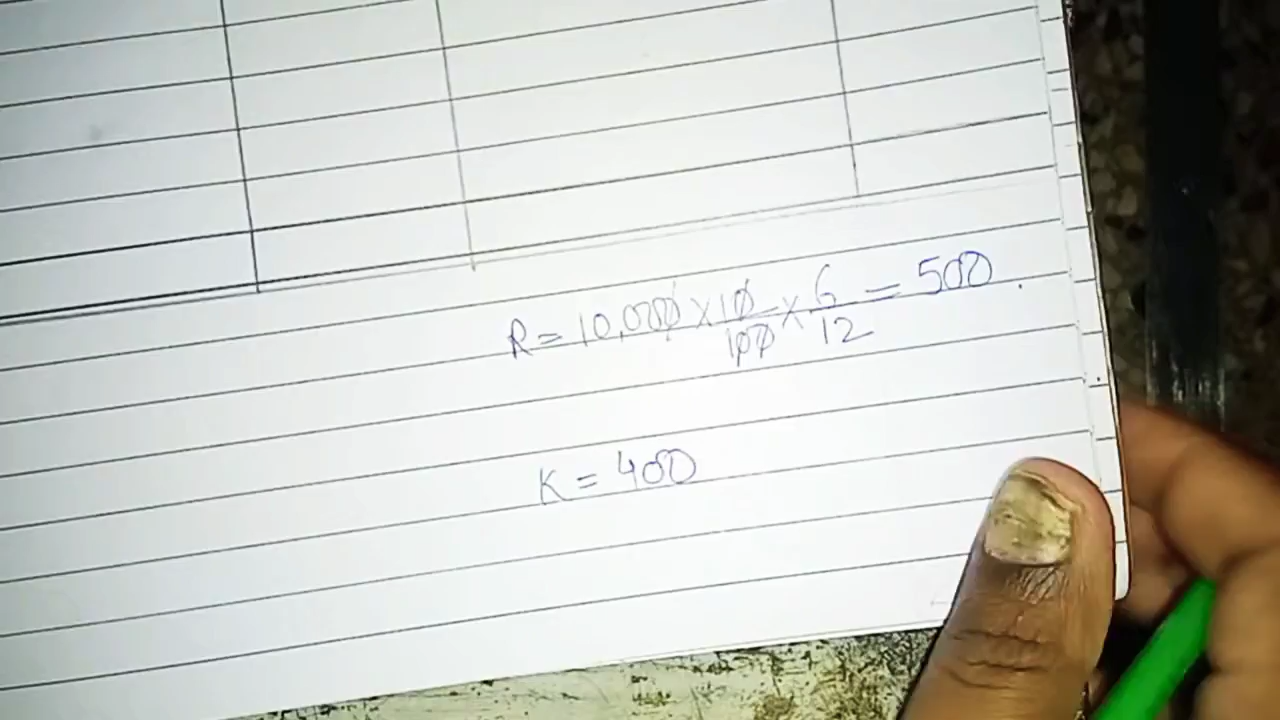 R = 10,000 × 10/100 × 6/12 = 500
K = 400